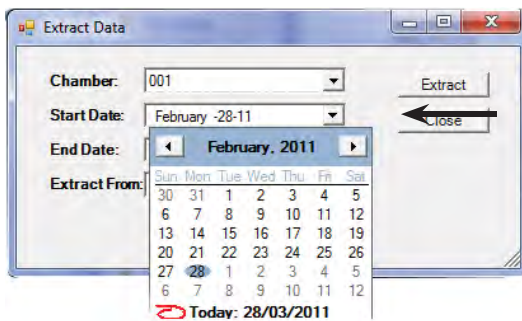 Extract Data
Chamber: 001 Extract
Start Date: February -28-11 Close
End Date:
Extract From:
February, 2011
Sun Mon Tue Wed Thu Fri Sat
30 31 1 2 3 4 5
6 7 8 9 10 11 12
13 14 15 16 17 18 19
20 21 22 23 24 25 26
27 28 1 2 3 4 5
6 7 8 9 10 11 12
Today: 28/03/2011